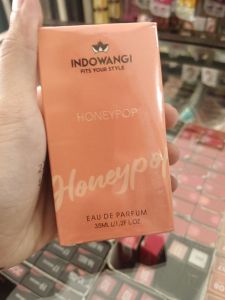 INDOWANGI
FITS YOUR STYLE
HONEYPOP
Honeypop
EAU DE PARFUM
35ML/1.2FL.OZ